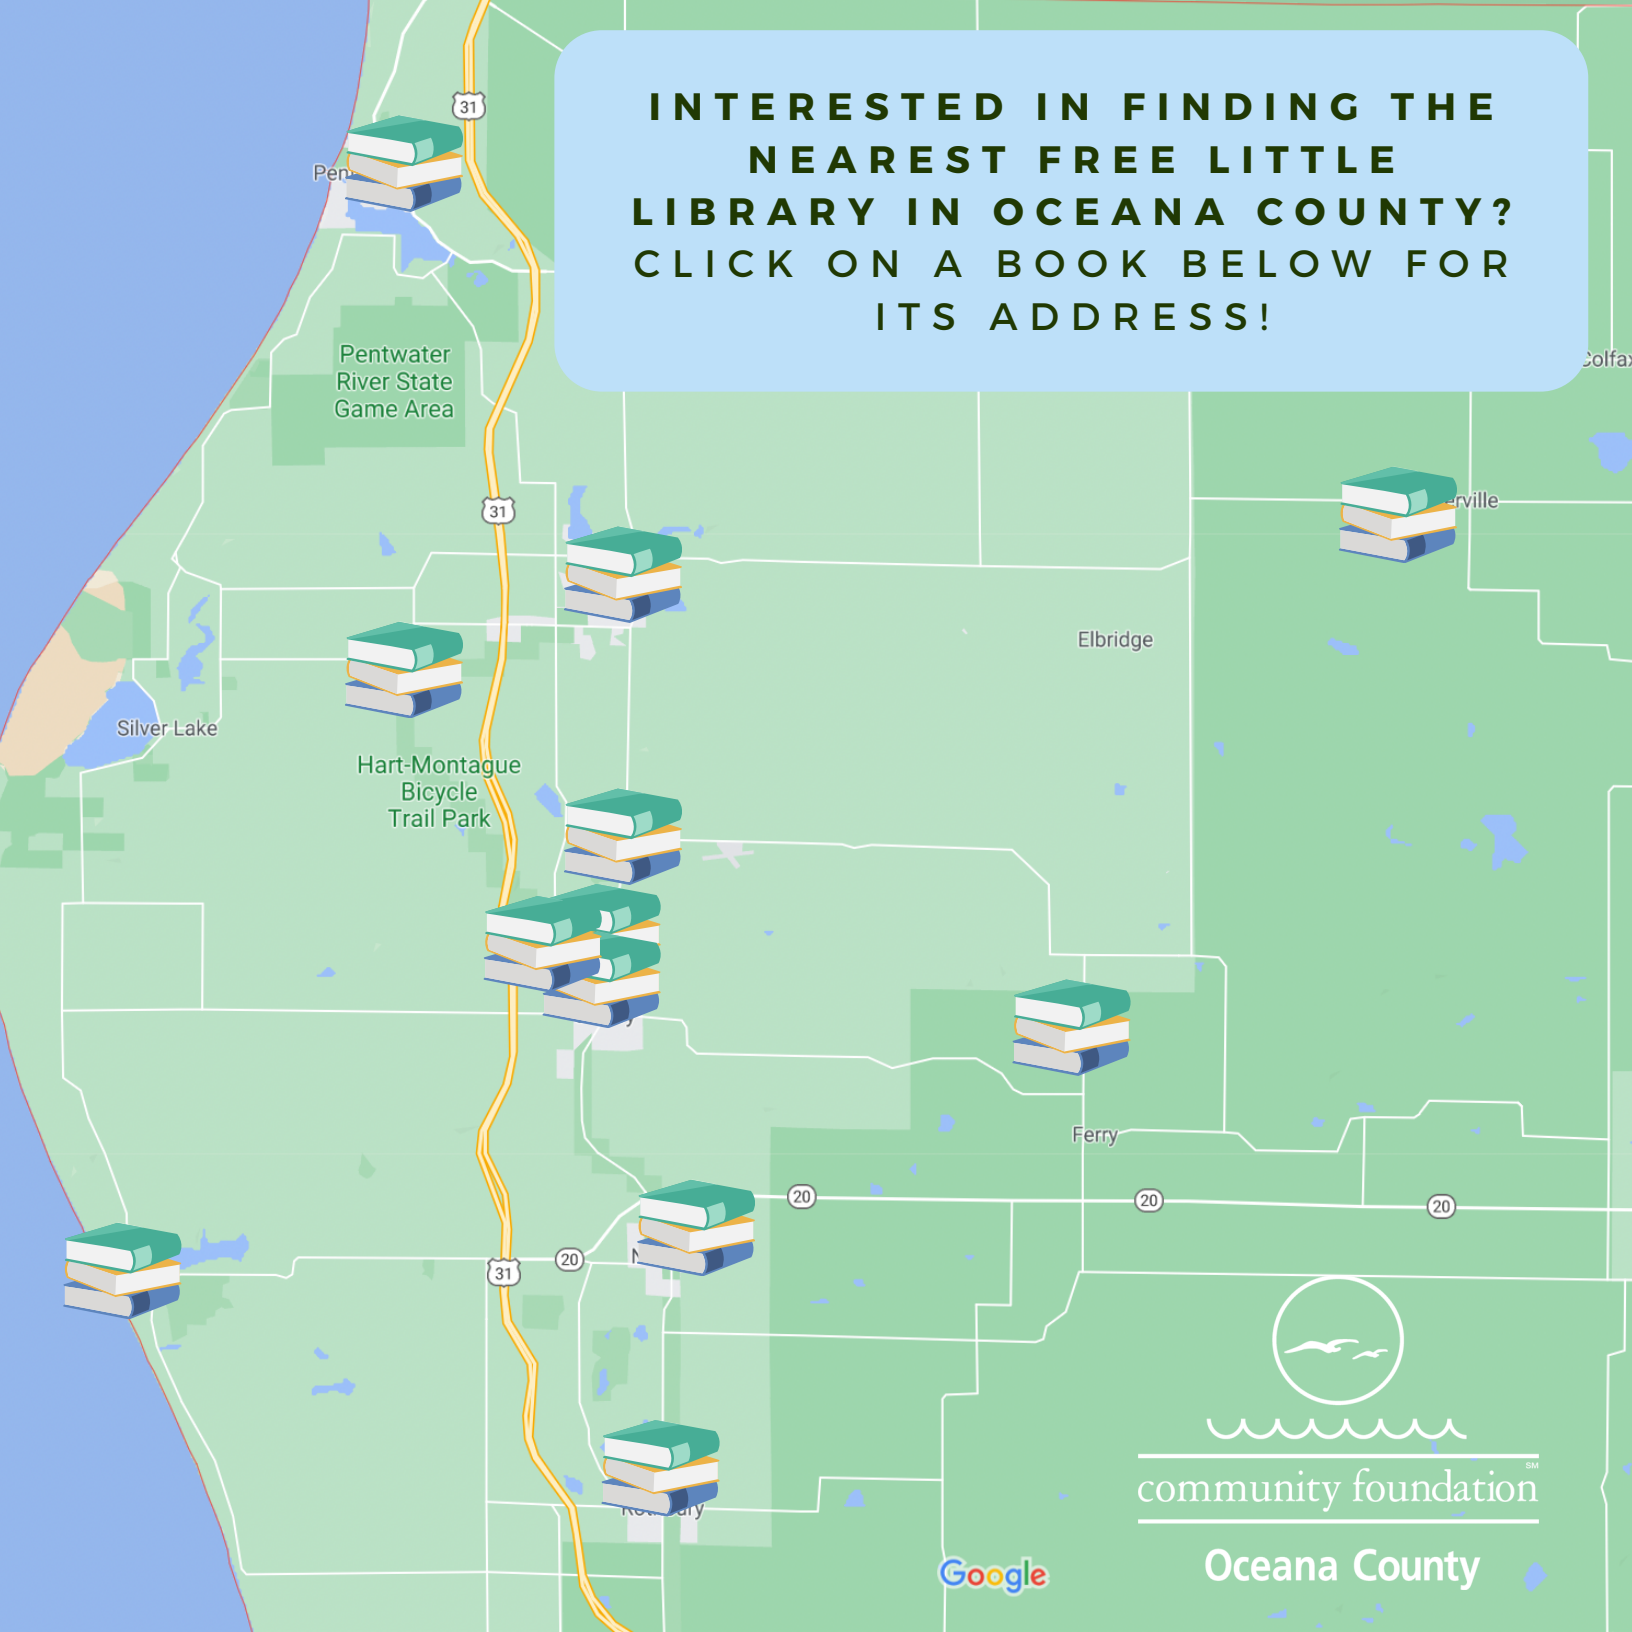 INTERESTED IN FINDING THE
NEAREST FREE LITTLE
LIBRARY IN OCEANA COUNTY?
CLICK ON A BOOK BELOW FOR
ITS ADDRESS!
31
Pentwater
River State
Game Area
31
Elbridge
Silver Lake
Hart-Montague
Bicycle
Trail Park
Ferry
20
20
20
20
31
community foundation
SM
Oceana County
Google